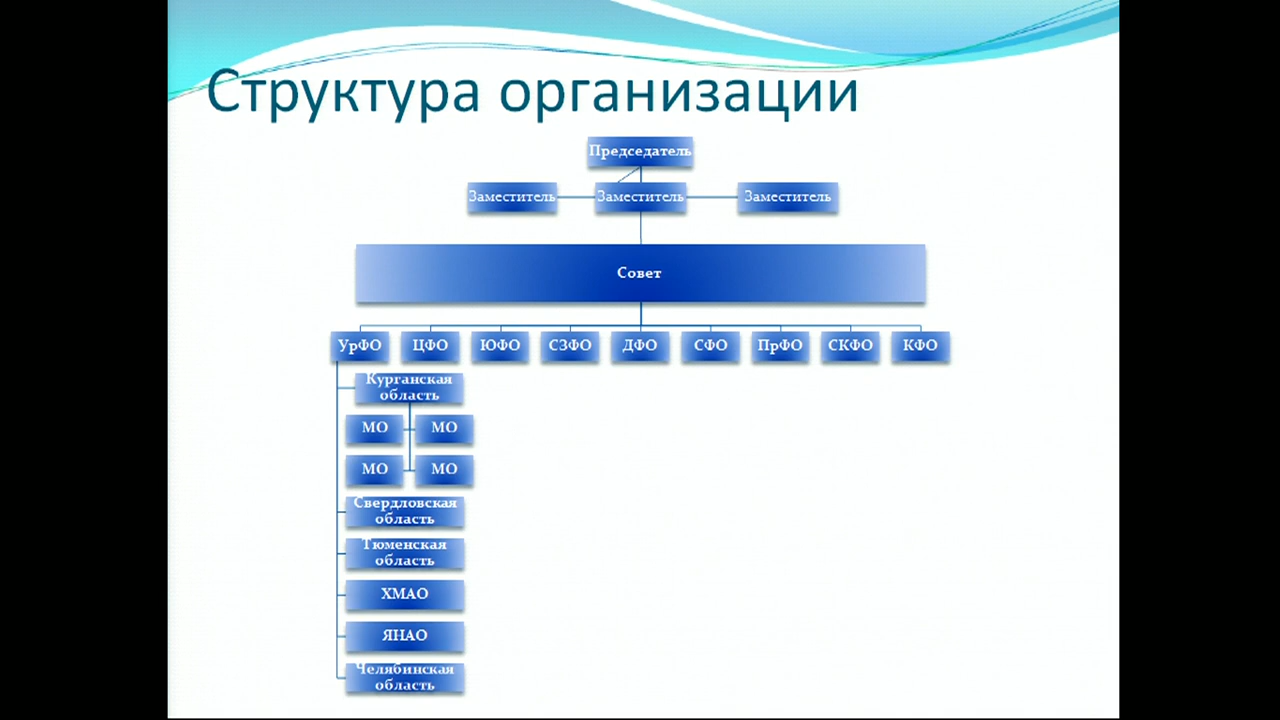 Структура организации
Председатель
Заместитель Заместитель Заместитель
Совет
УрФО ЦФО ЮФО СЗФО ДФО СФО ПрФО СКФО КФО
Курганская
область
МО МО
МО МО
Свердловская
область
Тюменская
область
ХМАО
ЯНАО
Челябинская
область